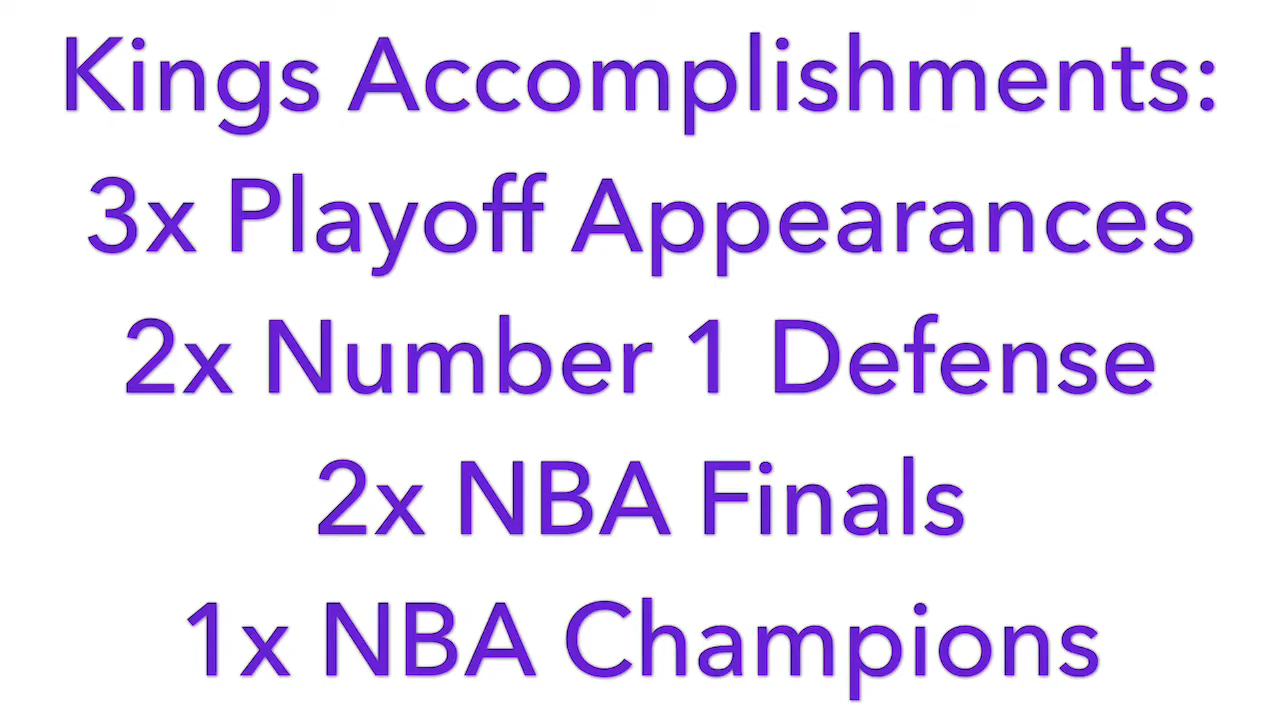 Kings Accomplishments:
3x Playoff Appearances
2x Number 1 Defense
2x NBA Finals
1x NBA Champions